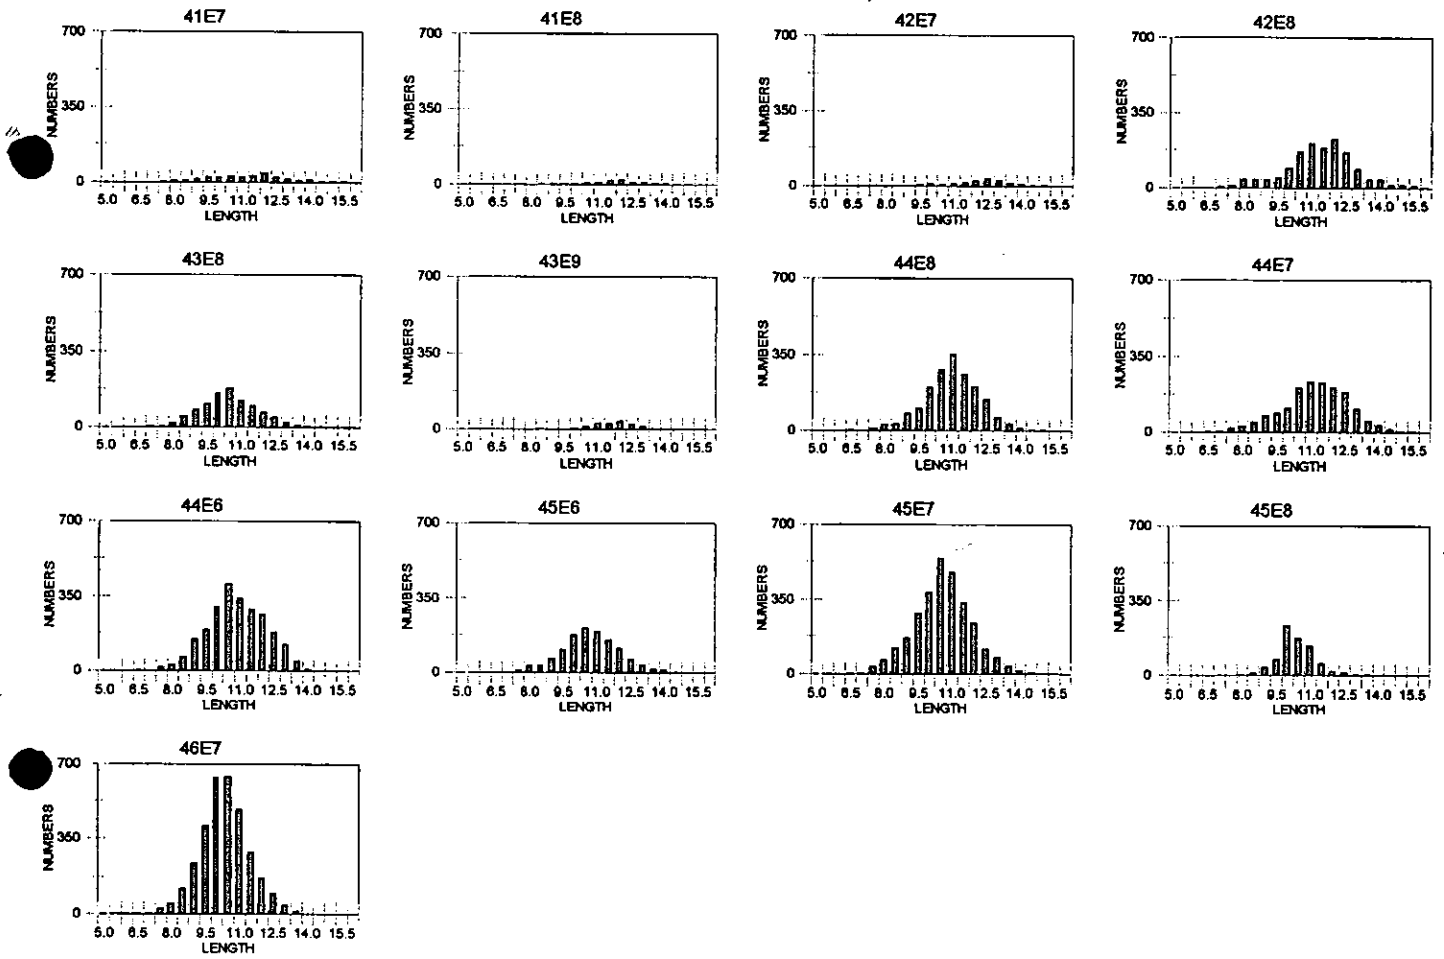 41E7 41E8 42E7 42E8
700 700 700 700
NUMBERS NUMBERS NUMBERS NUMBERS
350 350 350 350
0 0 0 0
5.0 6.5 8.0 9.5 11.0 12.5 14.0 15.5 5.0 6.5 8.0 9.5 11.0 12.5 14.0 15.5 5.0 6.5 8.0 9.5 11.0 12.5 14.0 15.5 5.0 6.5 8.0 9.5 11.0 12.5 14.0 15.5
LENGTH LENGTH LENGTH LENGTH
43E8 43E9 44E8 44E7
700 700 700 700
NUMBERS NUMBERS NUMBERS NUMBERS
350 350 350 350
0 0 0 0
5.0 6.5 8.0 9.5 11.0 12.5 14.0 15.5 5.0 6.5 8.0 9.5 11.0 12.5 14.0 15.5 5.0 6.5 8.0 9.5 11.0 12.5 14.0 15.5 5.0 6.5 8.0 9.5 11.0 12.5 14.0 15.5
LENGTH LENGTH LENGTH LENGTH
44E6 45E6 45E7 45E8
700 700 700 700
NUMBERS NUMBERS NUMBERS NUMBERS
350 350 350 350
0 0 0 0
5.0 6.5 8.0 9.5 11.0 12.5 14.0 15.5 5.0 6.5 8.0 9.5 11.0 12.5 14.0 15.5 5.0 6.5 8.0 9.5 11.0 12.5 14.0 15.5 5.0 6.5 8.0 9.5 11.0 12.5 14.0 15.5
LENGTH LENGTH LENGTH LENGTH
46E7
700
NUMBERS
350
0
5.0 6.5 8.0 9.5 11.0 12.5 14.0 15.5
LENGTH